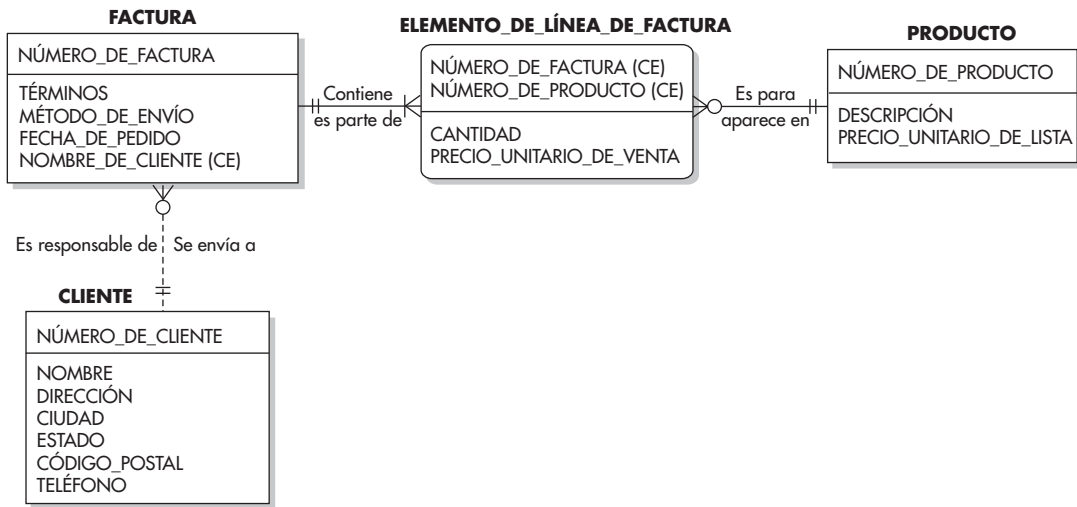 FACTURA
NÚMERO_DE_FACTURA
TÉRMINOS
MÉTODO_DE_ENVÍO
FECHA_DE_PEDIDO
NOMBRE_DE_CLIENTE (CE)
Contiene
es parte de
ELEMENTO_DE_LÍNEA_DE_FACTURA
NÚMERO_DE_FACTURA (CE)
NÚMERO_DE_PRODUCTO (CE)
CANTIDAD
PRECIO_UNITARIO_DE_VENTA
Es para
aparece en
PRODUCTO
NÚMERO_DE_PRODUCTO
DESCRIPCIÓN
PRECIO_UNITARIO_DE_LISTA
Es responsable de
Se envía a
CLIENTE
NÚMERO_DE_CLIENTE
NOMBRE
DIRECCIÓN
CIUDAD
ESTADO
CÓDIGO_POSTAL
TELÉFONO